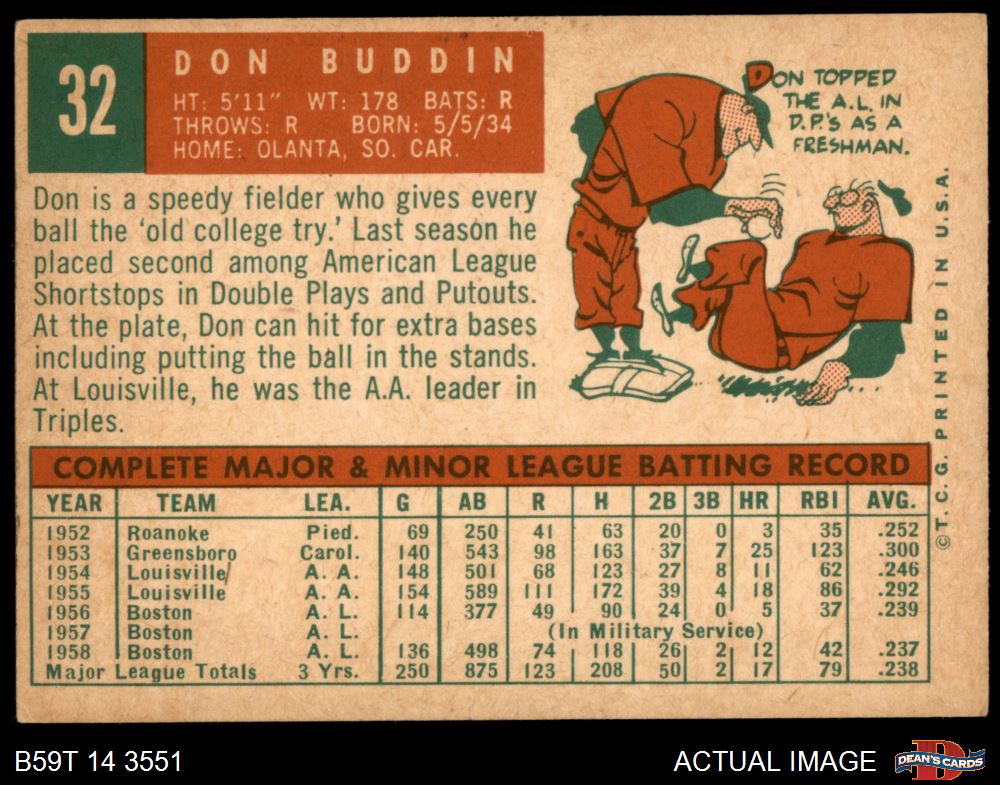 32
DON BUDDIN
HT: 5'11" WT: 178 BATS: R
THROWS: R BORN: 5/5/34
HOME: OLANTA, SO. CAR.
DON TOPPED
THE A.L. IN
D.P.'S AS A
FRESHMAN.
Don is a speedy fielder who gives every
ball the 'old college try.' Last season he
placed second among American League
Shortstops in Double Plays and Putouts.
At the plate, Don can hit for extra bases
including putting the ball in the stands.
At Louisville, he was the A.A. leader in
Triples.
COMPLETE MAJOR & MINOR LEAGUE BATTING RECORD
YEAR TEAM LEA. G AB R H 2B 3B HR RBI AVG.
1952 Roanoke Pied. 69 250 41 63 20 0 3 35 .252
1953 Greensboro Carol. 140 543 98 163 37 7 25 123 .300
1954 Louisville A. A. 148 501 68 123 27 8 11 62 .246
1955 Louisville A. A. 154 589 111 172 39 4 18 86 .292
1956 Boston A. L. 114 377 49 90 24 0 5 37 .239
1957 Boston A. L. (In Military Service)
1958 Boston A. L. 136 498 74 118 26 2 12 42 .237
Major League Totals 3 Yrs. 250 875 123 208 50 2 17 79 .238
©T. C. G. PRINTED IN U. S. A.
B59T 14 3551
ACTUAL IMAGE
D
DEAN'S CARDS